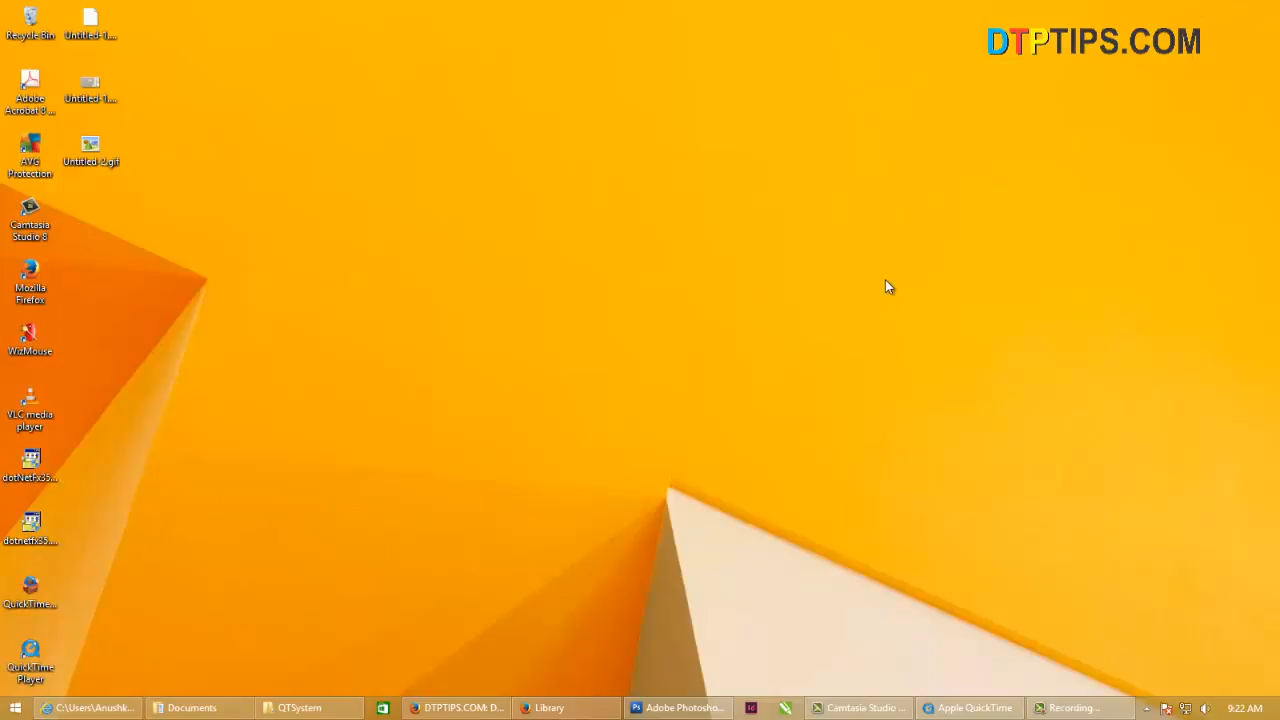 DTPTIPS.COM
Recycle Bin
Untitled-1....
Adobe
Acrobat 8 ...
Untitled-1....
AVG
Protection
Untitled-2.gif
Camtasia
Studio 8
Mozilla
Firefox
WizMouse
VLC media
player
dotNetFx35....
dotnetfx35....
QuickTime...
QuickTime
Player
C:\Users\Anushk...
Documents
QTSystem
DTPTIPS.COM: D...
Library
Adobe Photosho...
Camtasia Studio ...
Apple QuickTime
Recording...
9:22 AM